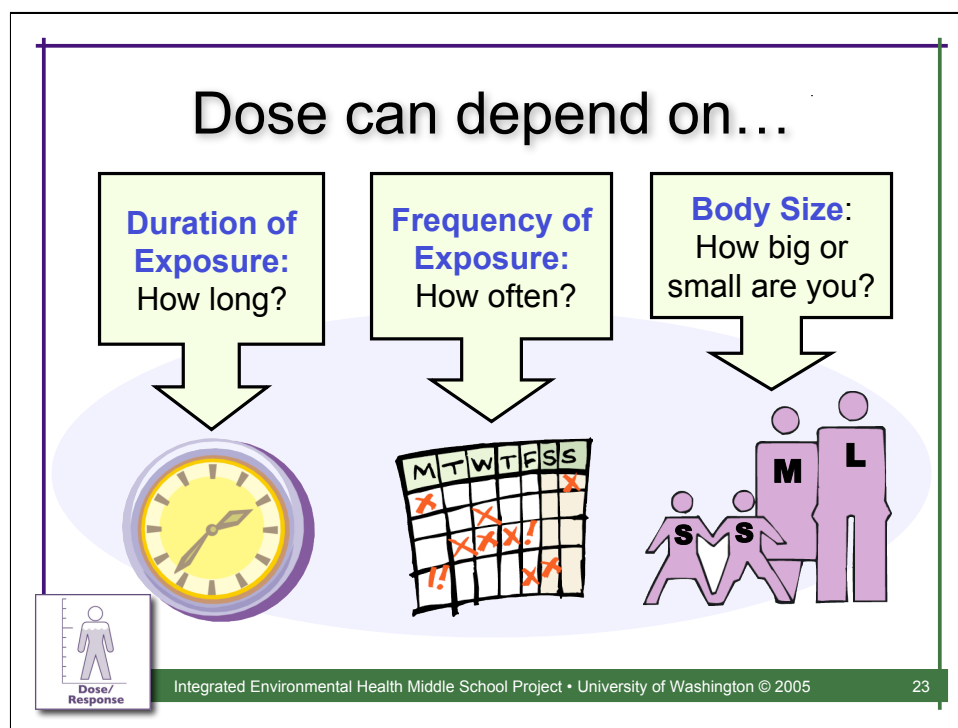 Dose can depend on…
Duration of
Exposure:
How long?
Frequency of
Exposure:
How often?
Body Size:
How big or
small are you?
M T W T F S S
X
X
X
X X X !
!! X X
S
S
M
L
Dose/
Response
Integrated Environmental Health Middle School Project • University of Washington © 2005
23